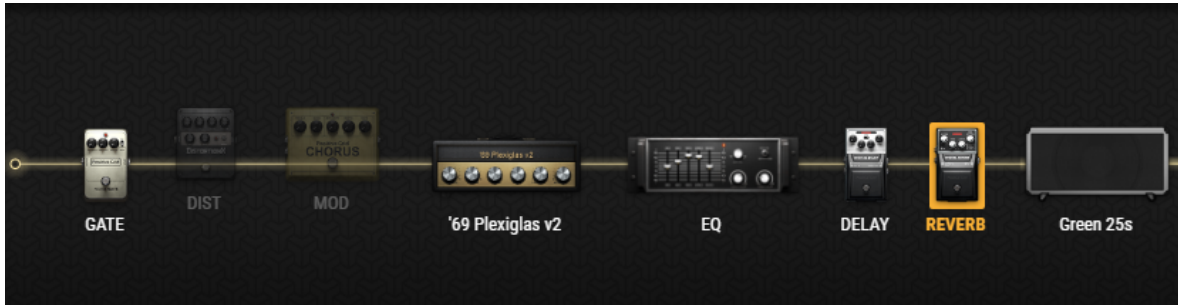 GATE
DIST
CHORUS
MOD
'69 Plexiglas v2
'69 Plexiglas v2
EQ
DELAY
REVERB
Green 25s